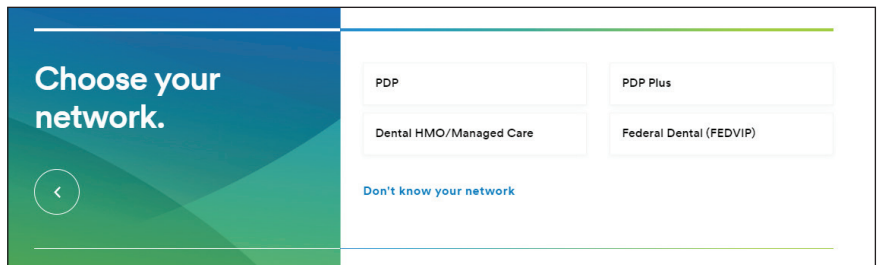 Choose your
network.
PDP
PDP Plus
Dental HMO/Managed Care
Federal Dental (FEDVIP)
Don't know your network